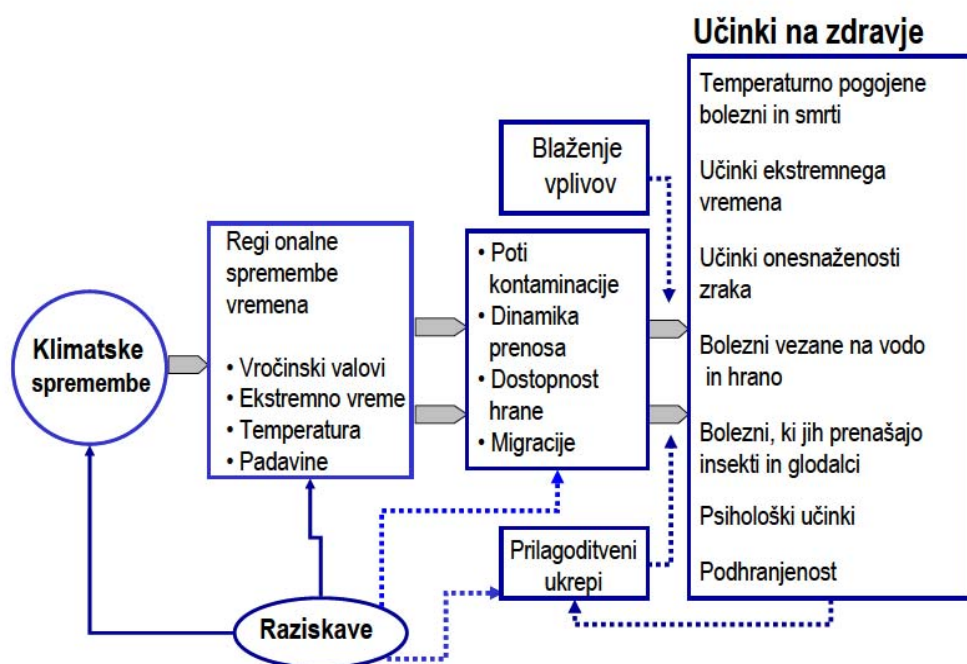 Učinki na zdravje
Temperaturno pogojene
bolezni in smrti
Učinki ekstremnega
vremena
Učinki onesnaženosti
zraka
Bolezni vezane na vodo
in hrano
Bolezni, ki jih prenašajo
insekti in glodalci
Psihološki učinki
Podhranjenost
Blaženje
vplivov
Regi onalne
spremembe
vremena
• Vročinski valovi
• Ekstremno vreme
• Temperatura
• Padavine
• Poti
kontaminacije
• Dinamika
prenosa
• Dostopnost
hrane
• Migracije
Klimatske
spremembe
Prilagoditveni
ukrepi
Raziskave